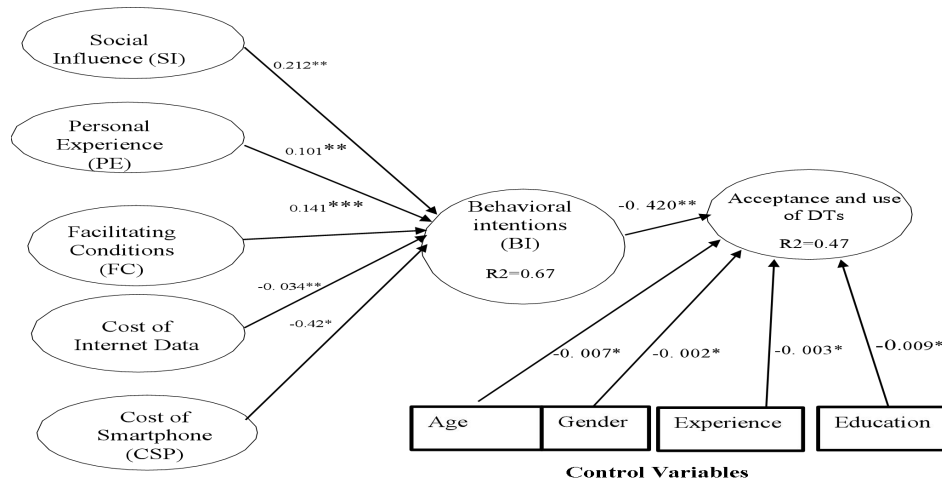 Social
Influence (SI)
0.212**
Personal
Experience
(PE)
0.101**
0.141***
Facilitating
Conditions
(FC)
-0.034**
Cost of
Internet Data
-0.42*
Cost of
Smartphone
(CSP)
Behavioral
intentions
(BI)
R2=0.67
-0.420**
Acceptance and use
of DTs
R2=0.47
-0.007*
-0.002*
-0.003*
-0.009*
Age
Gender
Experience
Education
Control Variables